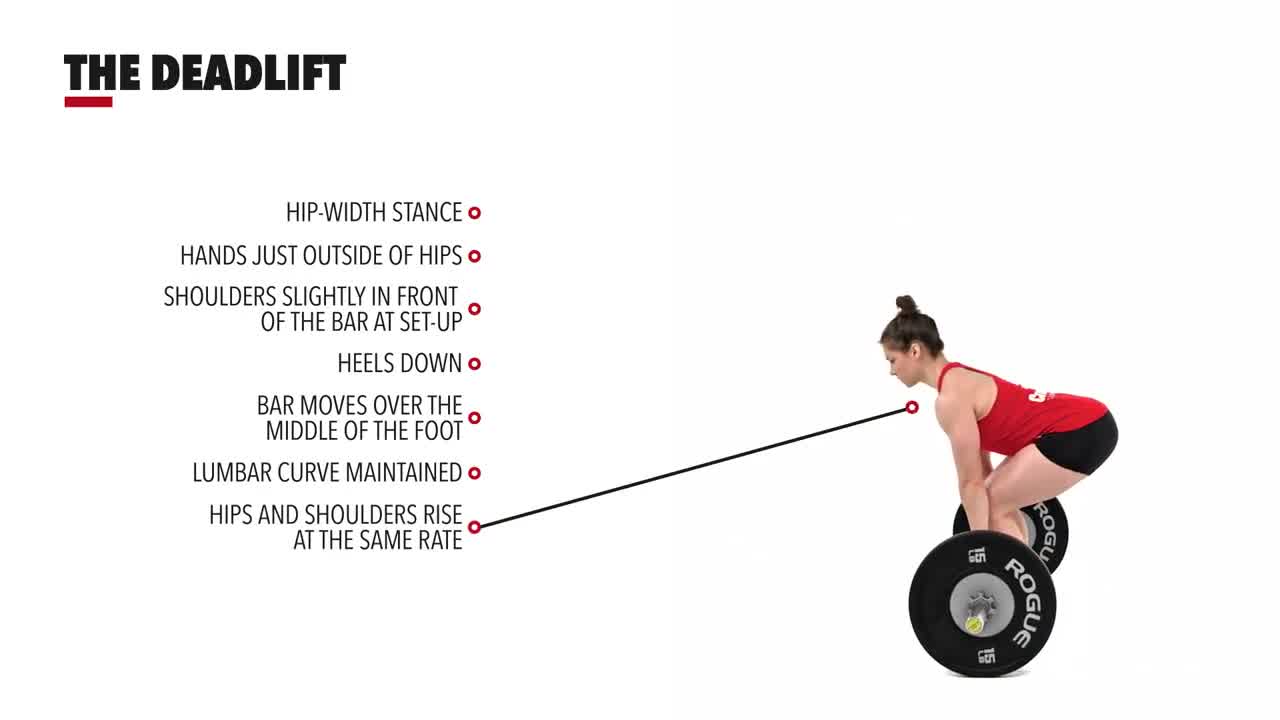 THE DEADLIFT
HIP-WIDTH STANCE
HANDS JUST OUTSIDE OF HIPS
SHOULDERS SLIGHTLY IN FRONT
OF THE BAR AT SET-UP
HEELS DOWN
BAR MOVES OVER THE
MIDDLE OF THE FOOT
LUMBAR CURVE MAINTAINED
HIPS AND SHOULDERS RISE
AT THE SAME RATE
ROGUE
15
15
ROGU